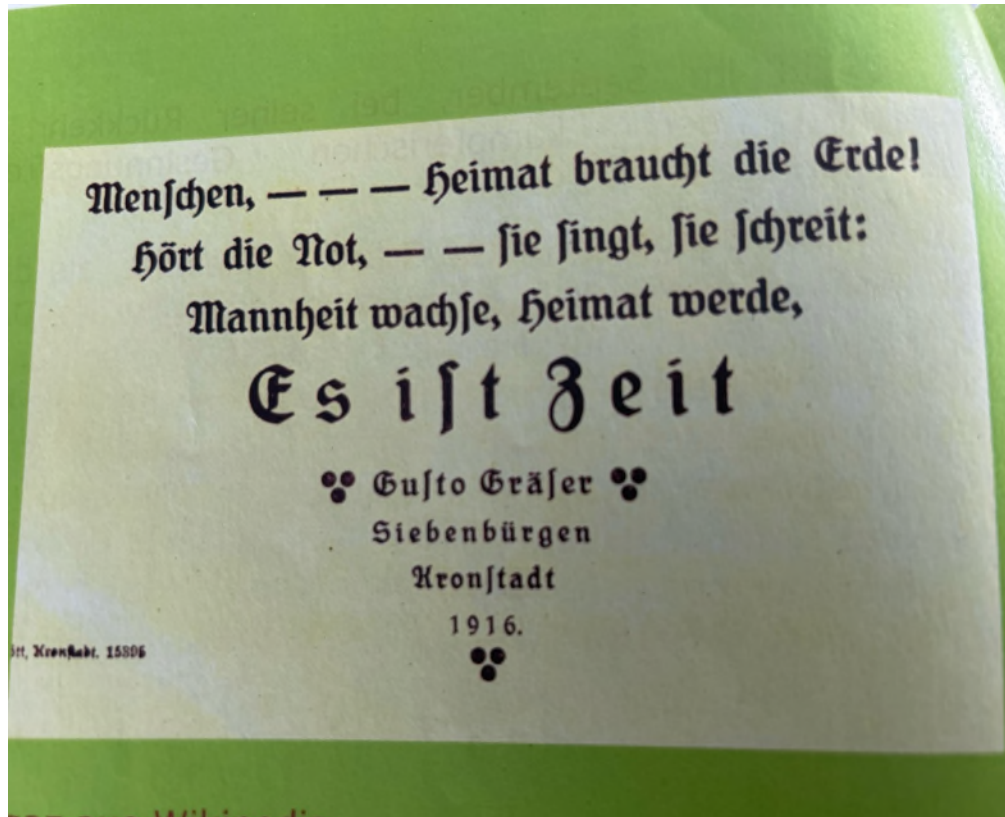 Menſchen, — — — Heimat braucht die Erde!
Hört die Not, — — ſie ſingt, ſie ſchreit:
Mannheit wachſe, Heimat werde,
Es iſt Zeit
Guſto Gräſer
Siebenbürgen
Kronſtadt
1916.
Kronſtadt. 15896